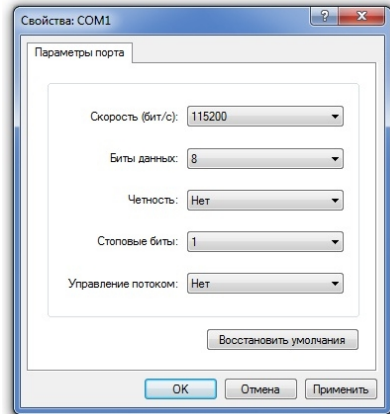 Свойства: COM1
Параметры порта
Скорость (бит/с): 115200
Биты данных: 8
Четность: Нет
Стоповые биты: 1
Управление потоком: Нет
Восстановить умолчания
OK Отмена Применить